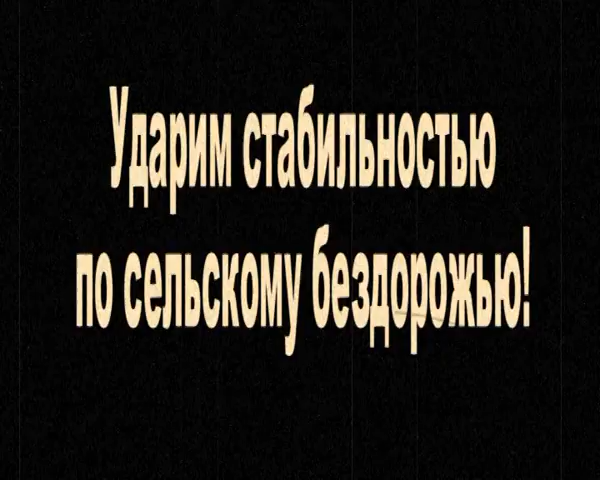 Ударим стабильностью
по сельскому бездорожью!